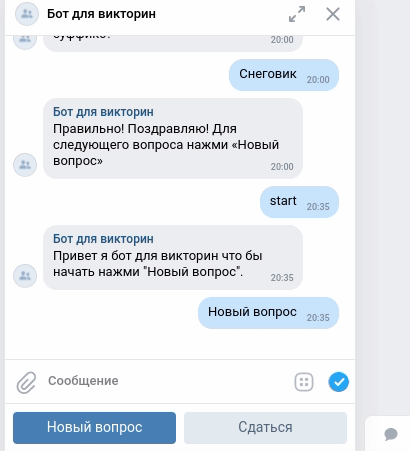 Бот для викторин
суффикс?
20:00
Снеговик 20:00
Бот для викторин
Правильно! Поздравляю! Для
следующего вопроса нажми «Новый
вопрос»
20:00
start 20:35
Бот для викторин
Привет я бот для викторин что бы
начать нажми "Новый вопрос".
20:35
Новый вопрос 20:35
Сообщение
Новый вопрос Сдаться